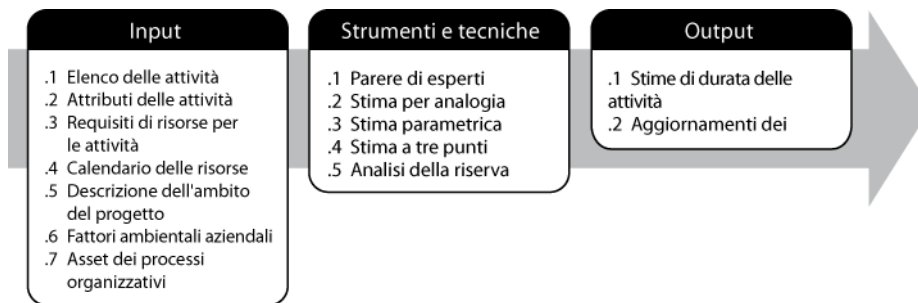 Input
.1 Elenco delle attività
.2 Attributi delle attività
.3 Requisiti di risorse per
le attività
.4 Calendario delle risorse
.5 Descrizione dell'ambito
del progetto
.6 Fattori ambientali aziendali
.7 Asset dei processi
organizzativi
Strumenti e tecniche
.1 Parere di esperti
.2 Stima per analogia
.3 Stima parametrica
.4 Stima a tre punti
.5 Analisi della riserva
Output
.1 Stime di durata delle
attività
.2 Aggiornamenti dei